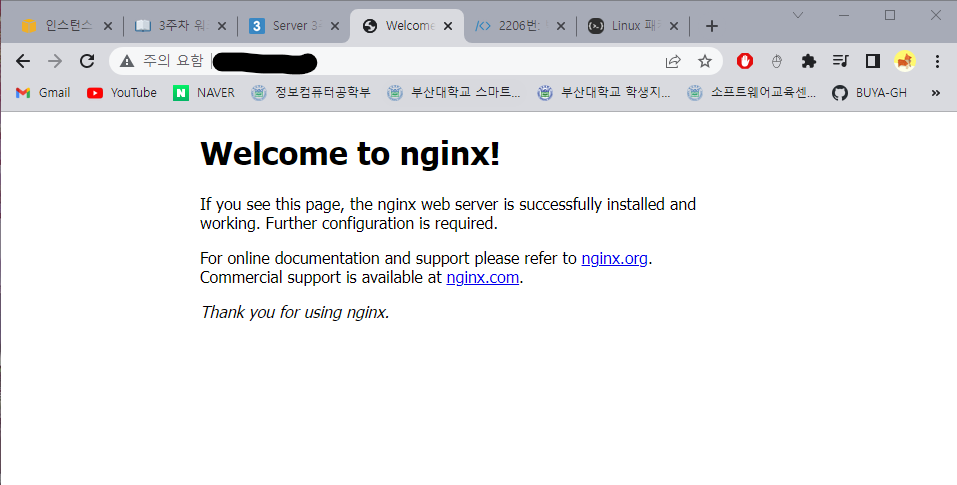 인스턴스 3주차 워 Server 3 Welcome 2206번: Linux 패키
주의 요함
Gmail YouTube NAVER 정보컴퓨터공학부 부산대학교 스마트... 부산대학교 학생지... 소프트웨어교육센... BUYA-GH »
Welcome to nginx!
If you see this page, the nginx web server is successfully installed and
working. Further configuration is required.
For online documentation and support please refer to nginx.org.
Commercial support is available at nginx.com.
Thank you for using nginx.